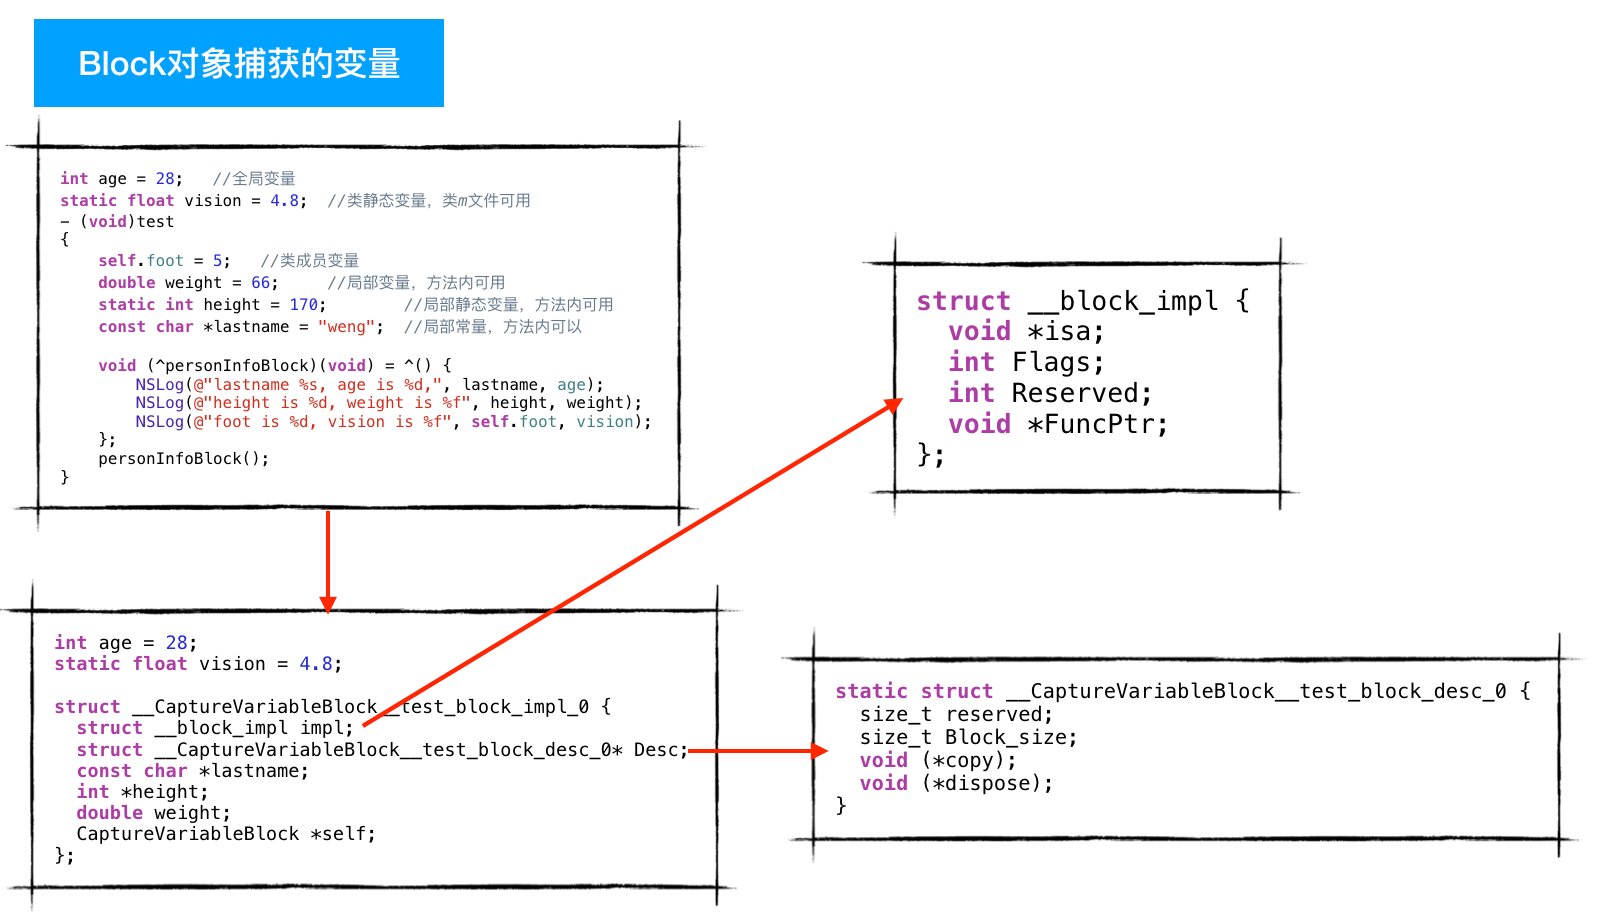 Block对象捕获的变量
int age = 28;   //全局变量
static float vision = 4.8;  //类静态变量，类m文件可用
– (void)test
{
    self.foot = 5;   //类成员变量
    double weight = 66;     //局部变量，方法内可用
    static int height = 170;        //局部静态变量，方法内可用
    const char *lastname = "weng";  //局部常量，方法内可以
    void (^personInfoBlock)(void) = ^() {
        NSLog(@"lastname %s, age is %d,", lastname, age);
        NSLog(@"height is %d, weight is %f", height, weight);
        NSLog(@"foot is %d, vision is %f", self.foot, vision);
    };
    personInfoBlock();
}
int age = 28;
static float vision = 4.8;
struct __CaptureVariableBlock__test_block_impl_0 {
  struct __block_impl impl;
  struct __CaptureVariableBlock__test_block_desc_0* Desc;
  const char *lastname;
  int *height;
  double weight;
  CaptureVariableBlock *self;
};
struct __block_impl {
  void *isa;
  int Flags;
  int Reserved;
  void *FuncPtr;
};
static struct __CaptureVariableBlock__test_block_desc_0 {
  size_t reserved;
  size_t Block_size;
  void (*copy);
  void (*dispose);
}